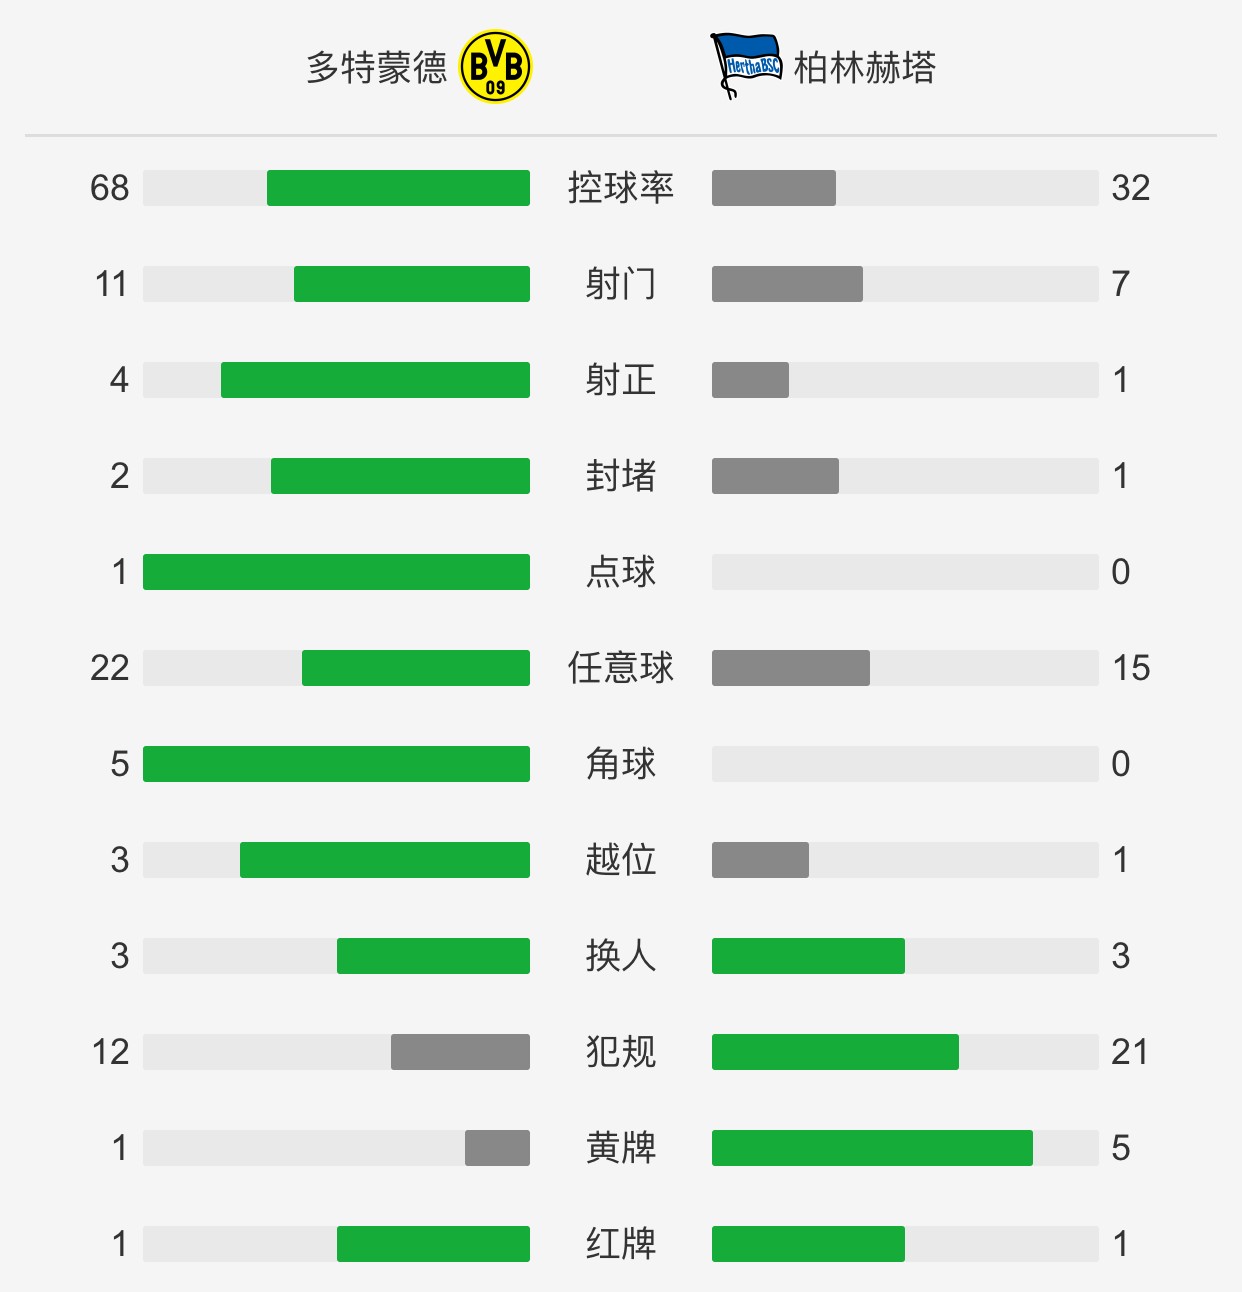 多特蒙德 BVB 09 Hertha BSC 柏林赫塔
68 控球率 32
11 射门 7
4 射正 1
2 封堵 1
1 点球 0
22 任意球 15
5 角球 0
3 越位 1
3 换人 3
12 犯规 21
1 黄牌 5
1 红牌 1